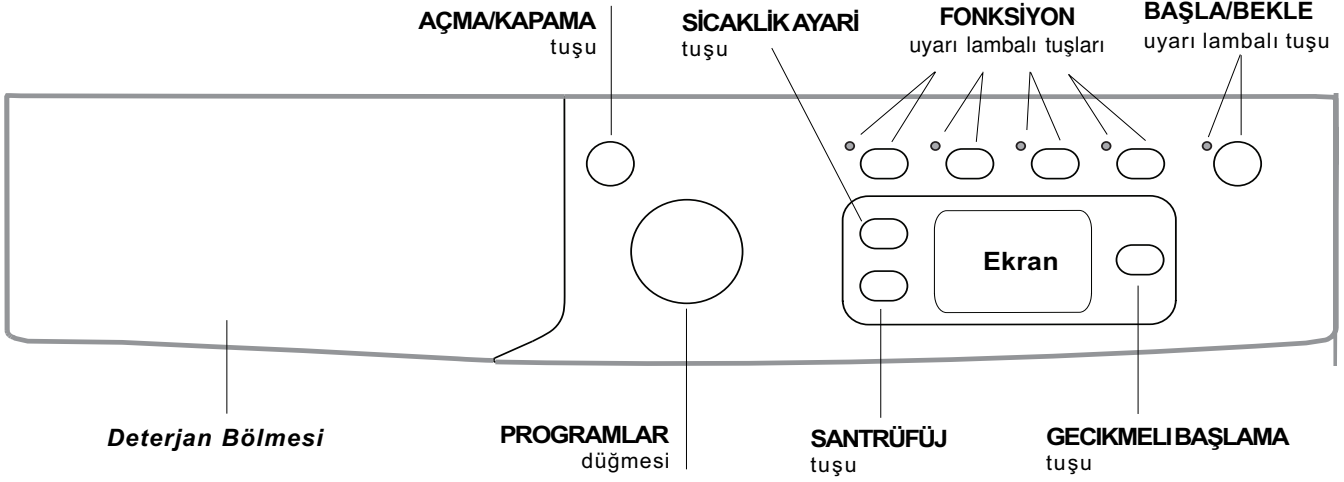 AÇMA/KAPAMA
tuşu
SİCAKLİK AYARİ
tuşu
FONKSİYON
uyarı lambalı tuşları
BAŞLA/BEKLE
uyarı lambalı tuşu
Ekran
Deterjan Bölmesi
PROGRAMLAR
düğmesi
SANTRÜFÜJ
tuşu
GECIKMELI BAŞLAMA
tuşu